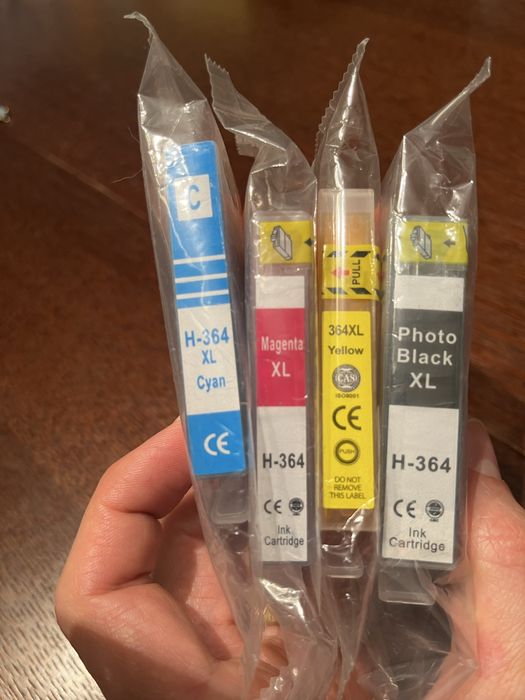 C
H-364
XL
Cyan
CE
Magenta
XL
H-364
CE
Ink
Cartridge
PULL
364XL
Yellow
CAS
ISO9001
CE
PUSH
DO NOT
REMOVE
THIS LABEL
Photo
Black
XL
H-364
CE
Ink
Cartridge